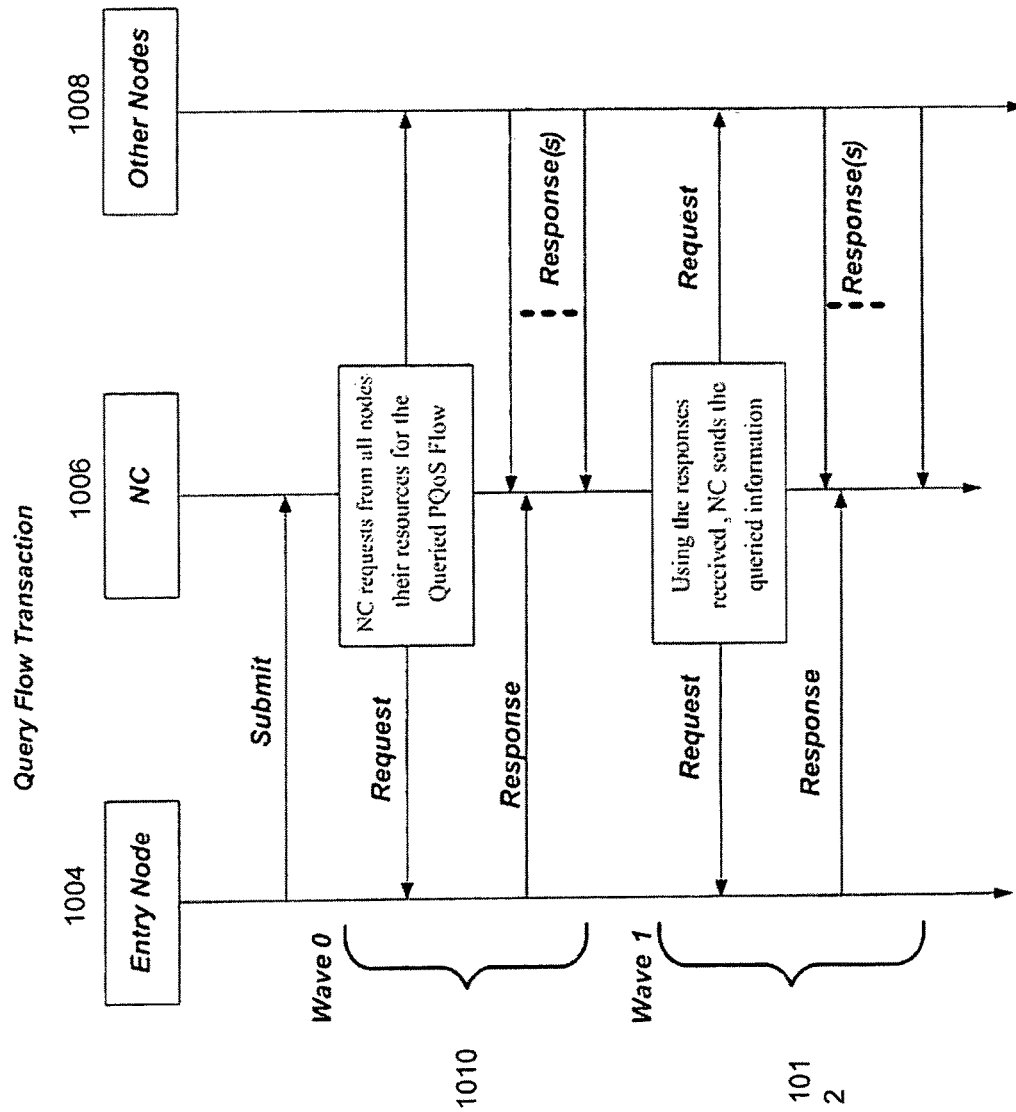 Query Flow Transaction
1004
1006
1008
Entry Node
NC
Other Nodes
Submit
Wave 0
1010
NC requests from all nodes
their resources for the
Queried PQoS Flow
Request
Response
Response(s)
Wave 1
101
2
Using the responses
received , NC sends the
queried information
Request
Request
Response
Response(s)